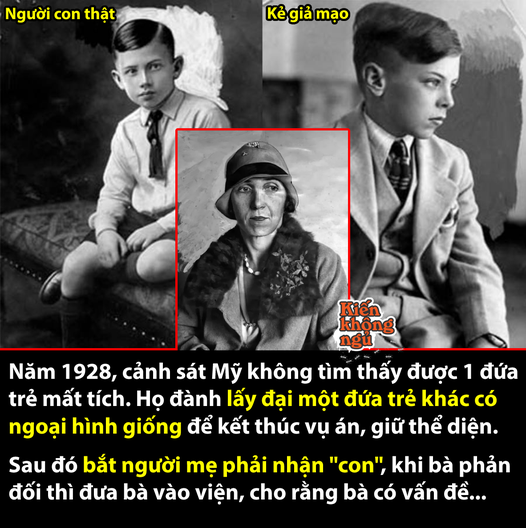 Người con thật
Kẻ giả mạo
Kiến
không
ngủ
Năm 1928, cảnh sát Mỹ không tìm thấy được 1 đứa
trẻ mất tích. Họ đành lấy đại một đứa trẻ khác có
ngoại hình giống để kết thúc vụ án, giữ thể diện.
Sau đó bắt người mẹ phải nhận "con", khi bà phản
đối thì đưa bà vào viện, cho rằng bà có vấn đề...